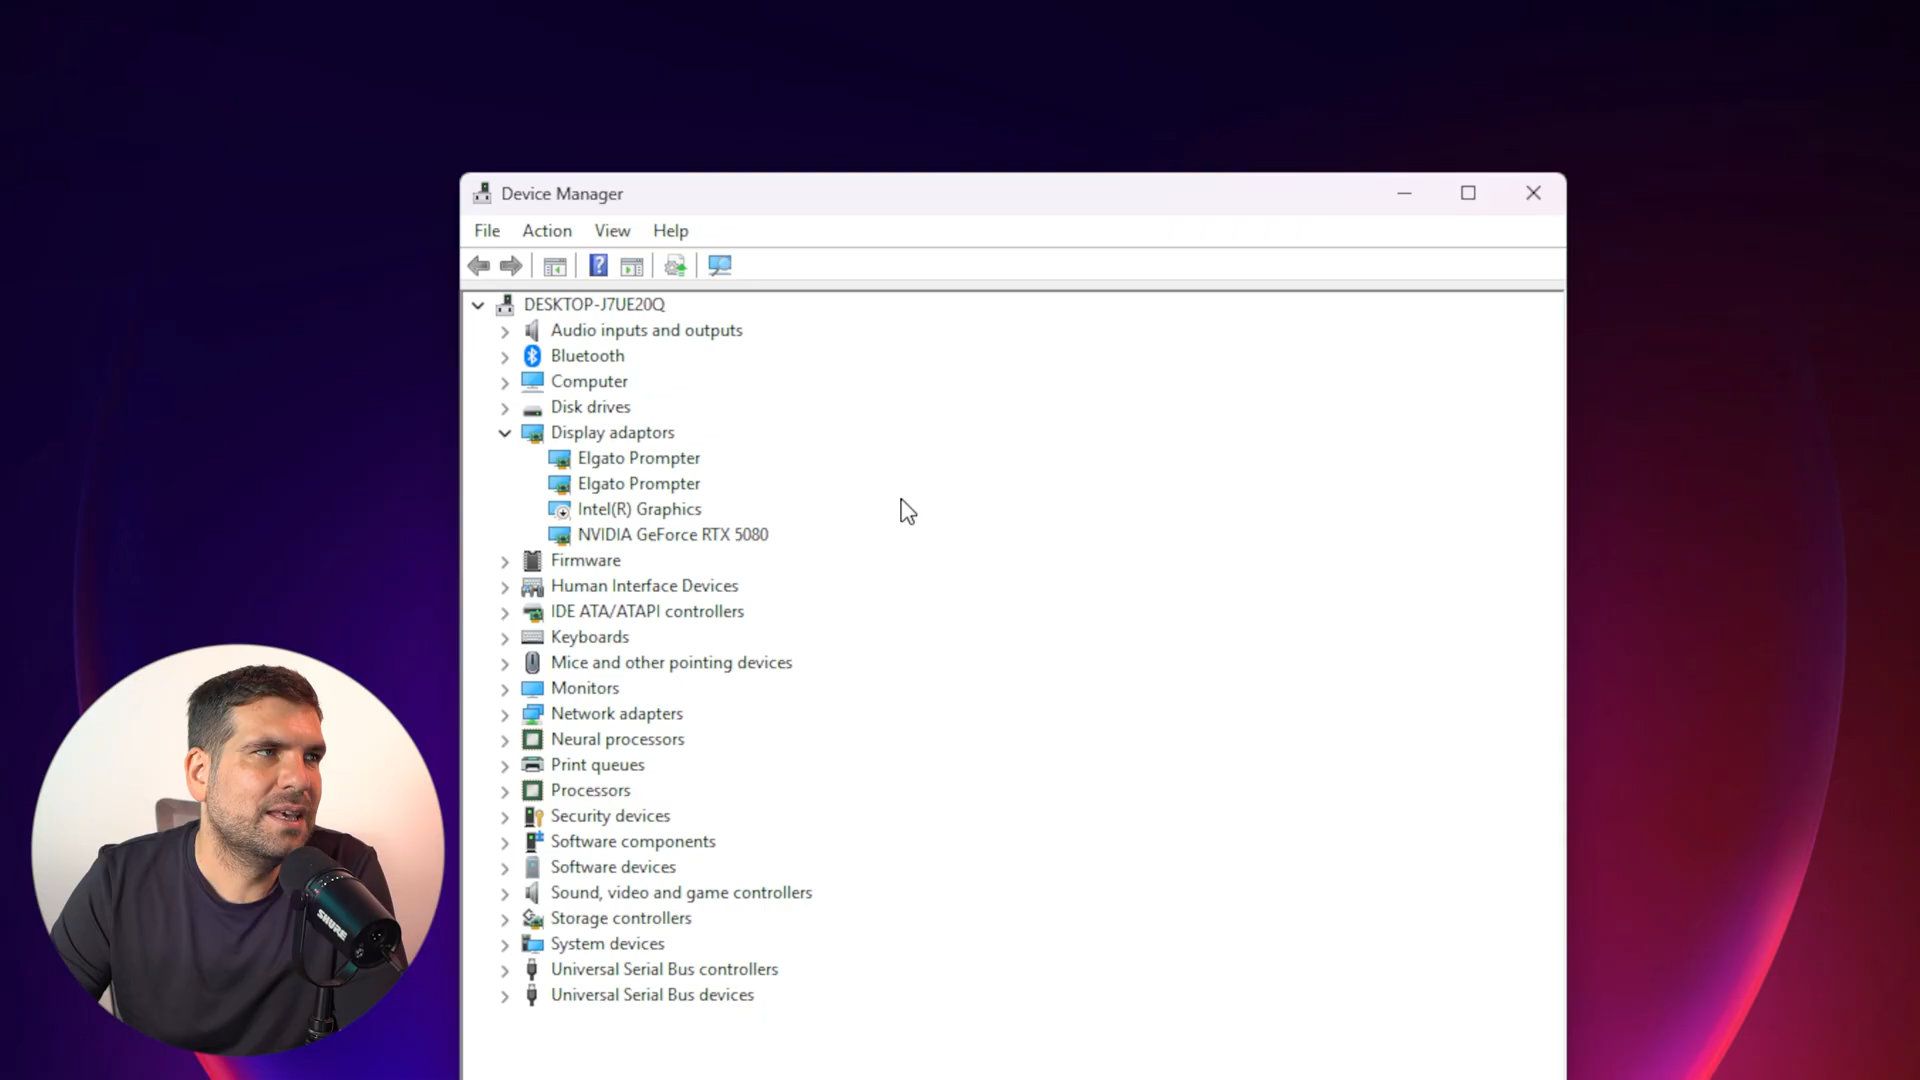 Device Manager
File Action View Help
DESKTOP-J7UE20Q
Audio inputs and outputs
Bluetooth
Computer
Disk drives
Display adaptors
Elgato Prompter
Elgato Prompter
Intel(R) Graphics
NVIDIA GeForce RTX 5080
Firmware
Human Interface Devices
IDE ATA/ATAPI controllers
Keyboards
Mice and other pointing devices
Monitors
Network adapters
Neural processors
Print queues
Processors
Security devices
Software components
Software devices
Sound, video and game controllers
Storage controllers
System devices
Universal Serial Bus controllers
Universal Serial Bus devices
SHURE